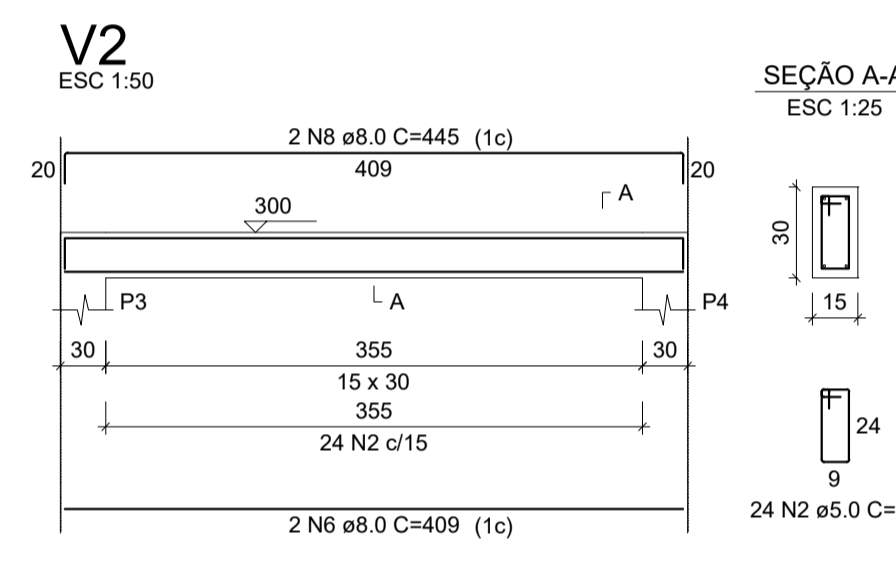 V2
ESC 1:50
SEÇÃO A-A
ESC 1:25
2 N8 ø8.0 C=445 (1c)
20
409
20
A
300
30
15
P3
A
P4
30
355
30
15 x 30
355
24 N2 c/15
24
9
24 N2 ø5.0 C=
2 N6 ø8.0 C=409 (1c)